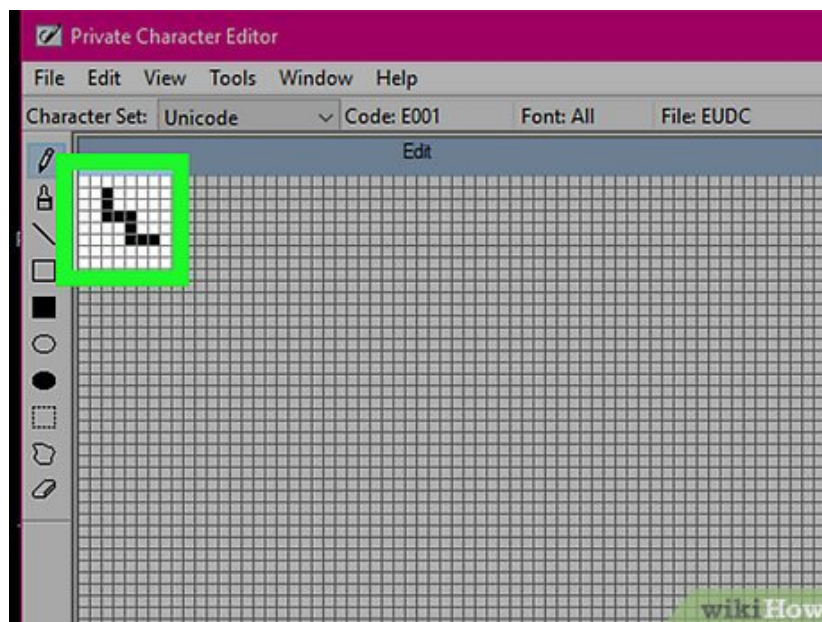 Private Character Editor
File Edit View Tools Window Help
Character Set: Unicode Code: E001 Font: All File: EUDC
Edit
wikiHow